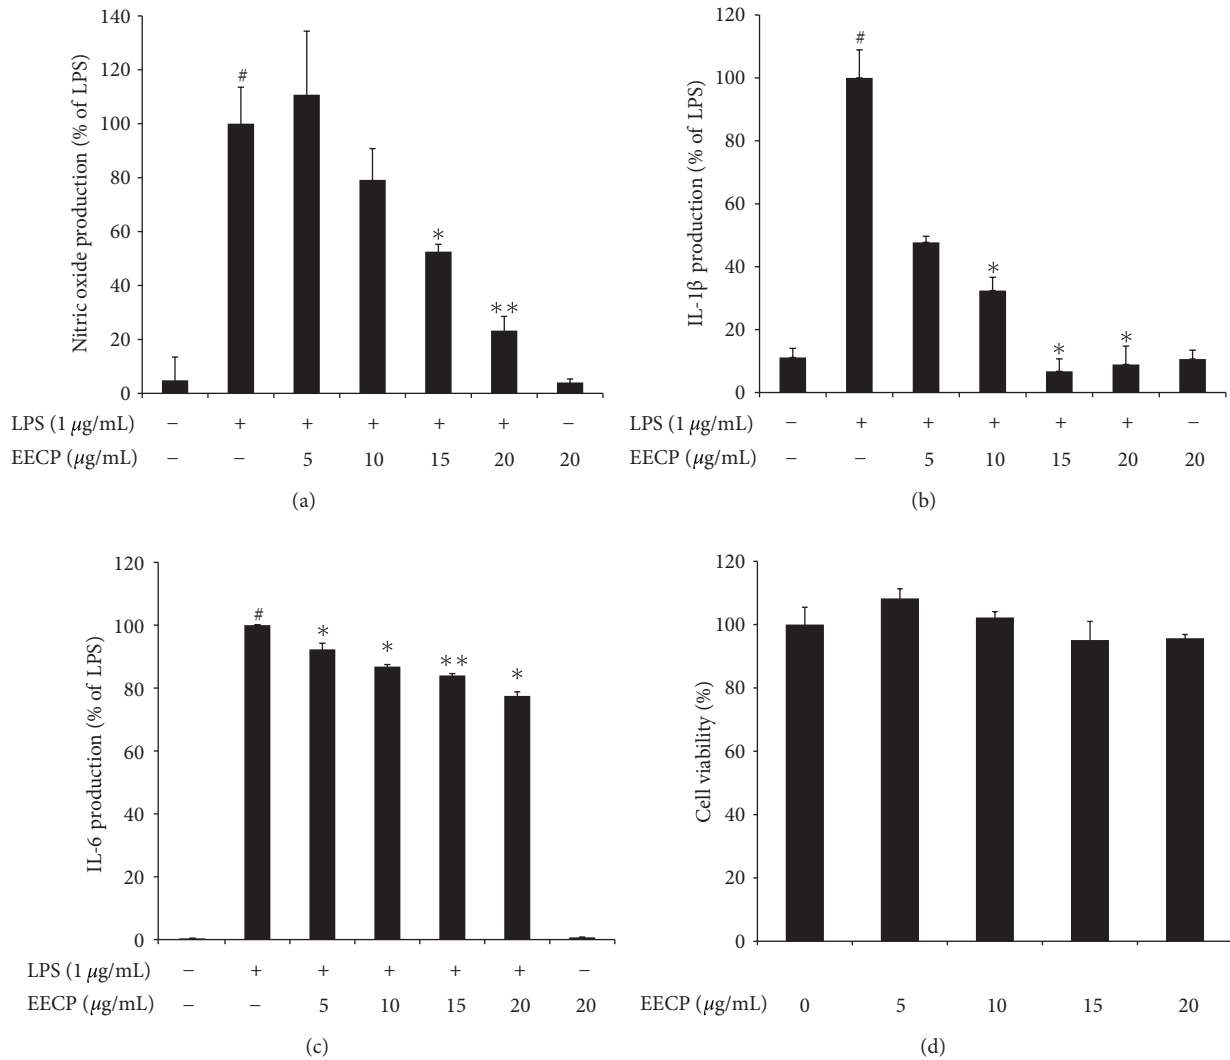 140
120
100
80
60
40
20
0
Nitric oxide production (% of LPS)
#
*
**
LPS (1 μg/mL) − + + + + + −
EECP (μg/mL) − − 5 10 15 20 20
(a)
120
100
80
60
40
20
0
IL-1β production (% of LPS)
#
*
*
*
LPS (1 μg/mL) − + + + + + −
EECP (μg/mL) − − 5 10 15 20 20
(b)
120
100
80
60
40
20
0
IL-6 production (% of LPS)
#
*
*
**
*
LPS (1 μg/mL) − + + + + + −
EECP (μg/mL) − − 5 10 15 20 20
(c)
120
100
80
60
40
20
0
Cell viability (%)
EECP (μg/mL) 0 5 10 15 20
(d)